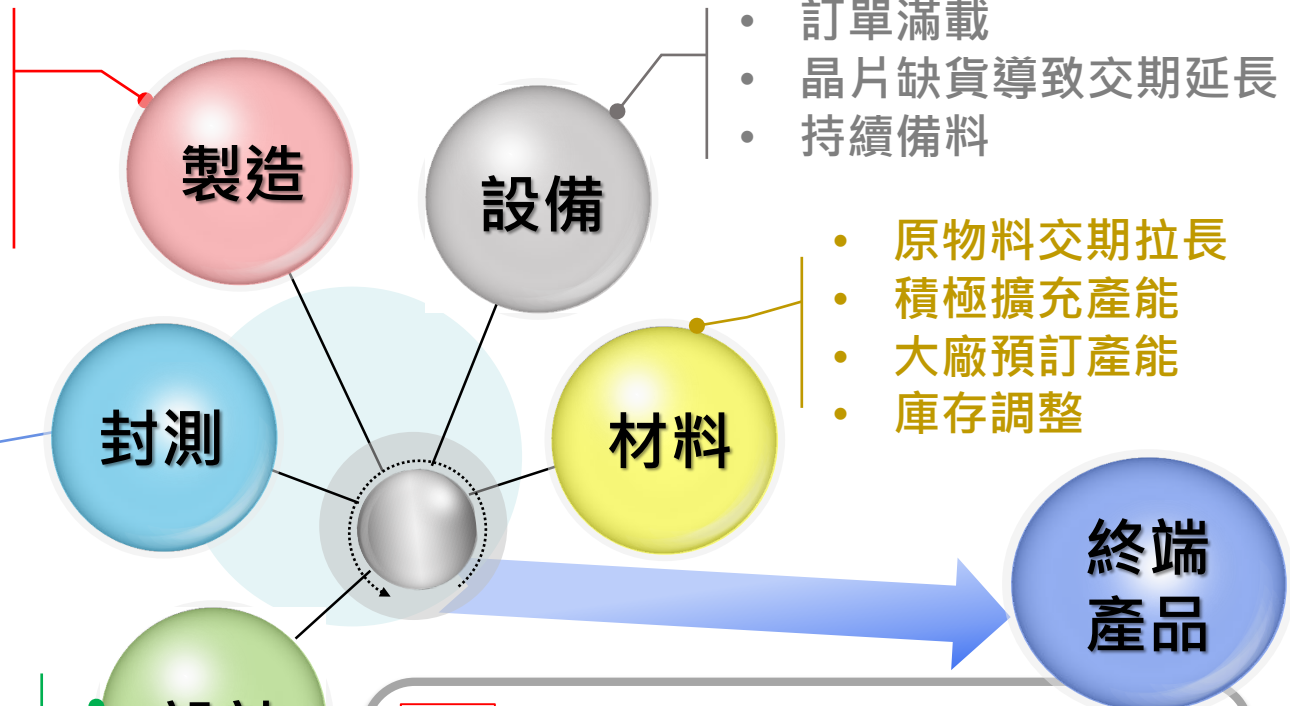 • 訂單滿載
• 晶片缺貨導致交期延長
• 持續備料
製造
設備
• 原物料交期拉長
• 積極擴充產能
• 大廠預訂產能
• 庫存調整
封測
材料
終端
產品
設計